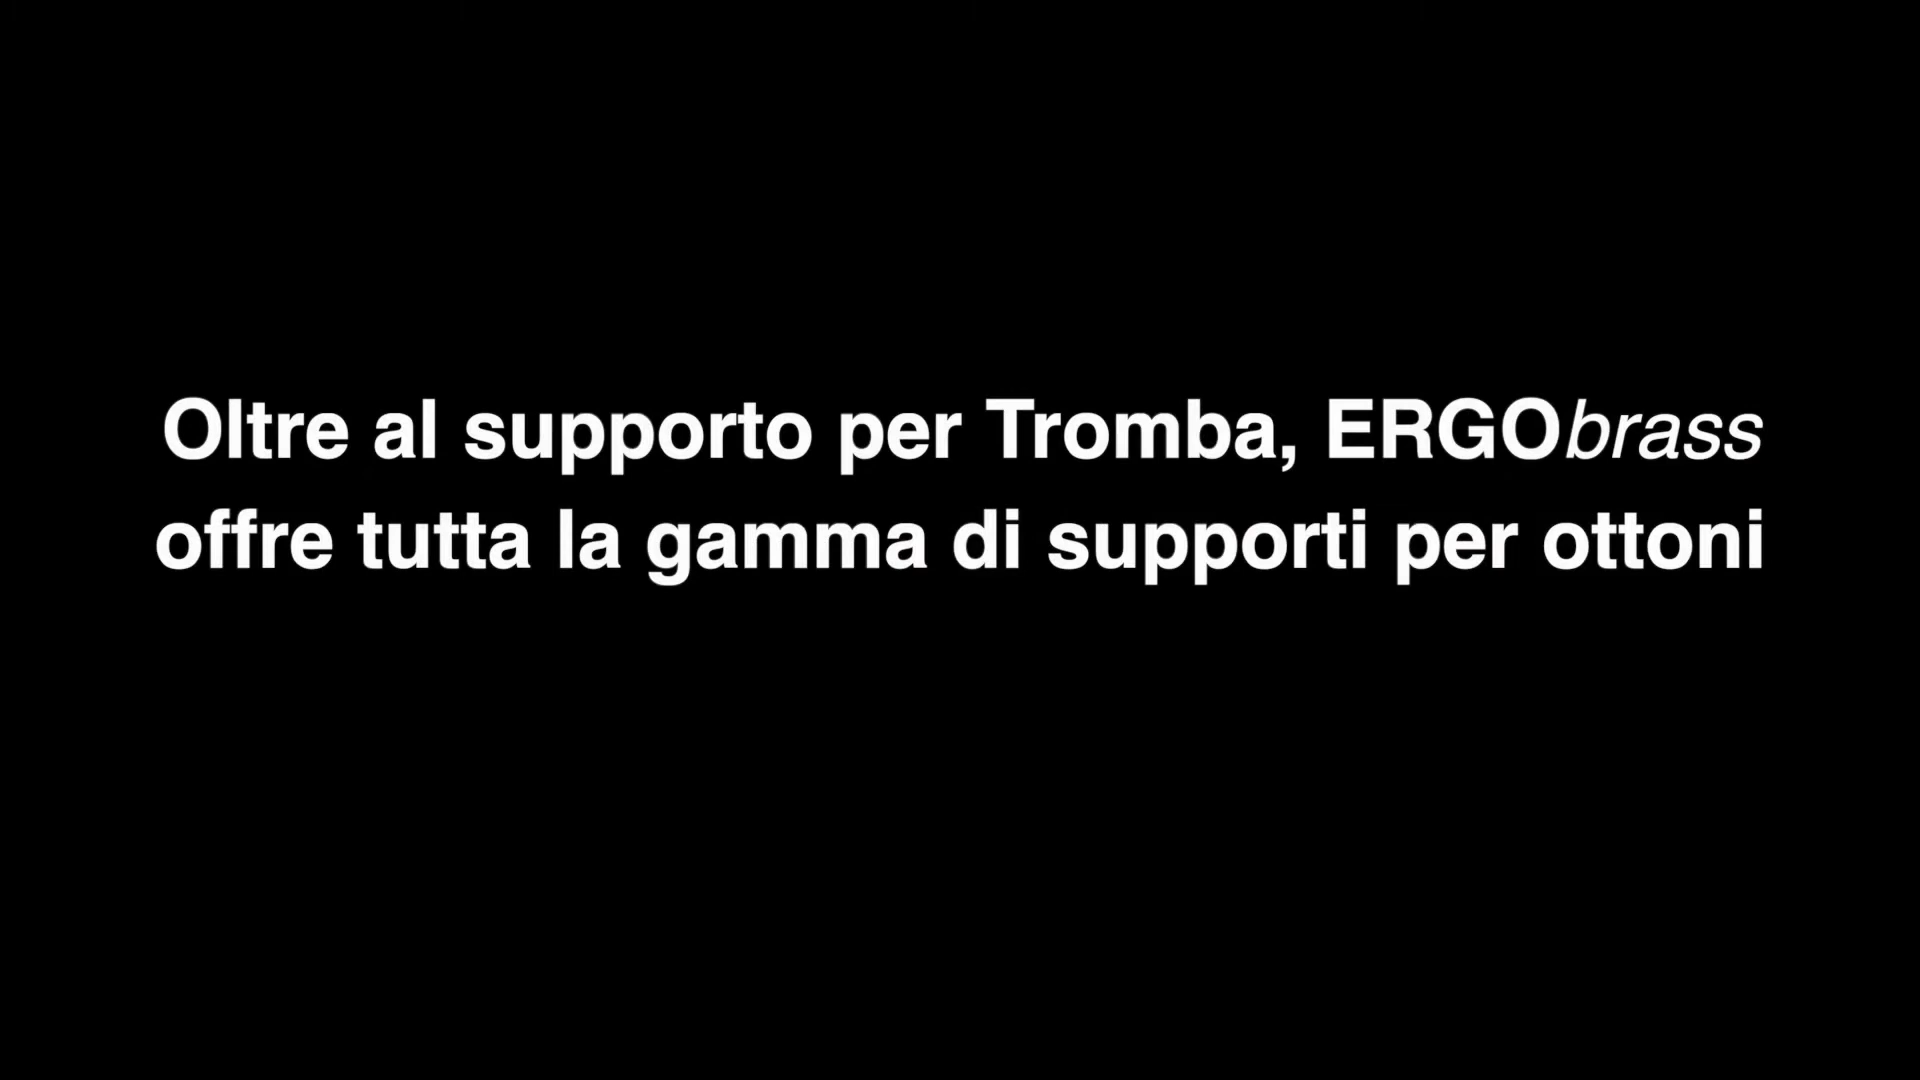 Oltre al supporto per Tromba, ERGObrass
offre tutta la gamma di supporti per ottoni